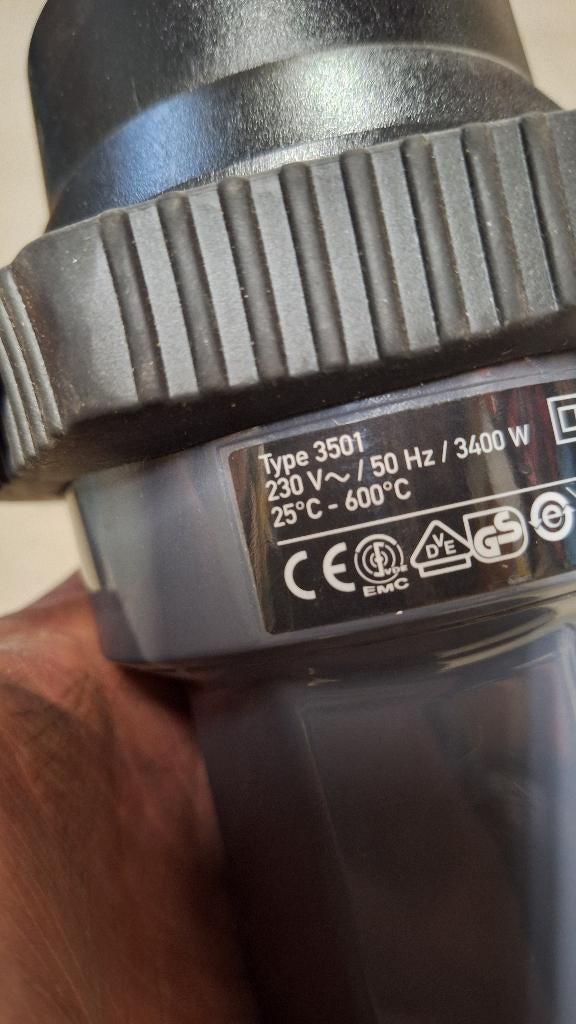 Type 3501
230 V~ / 50 Hz / 3400 W
25°C - 600°C
CE VDE EMC DVE GS